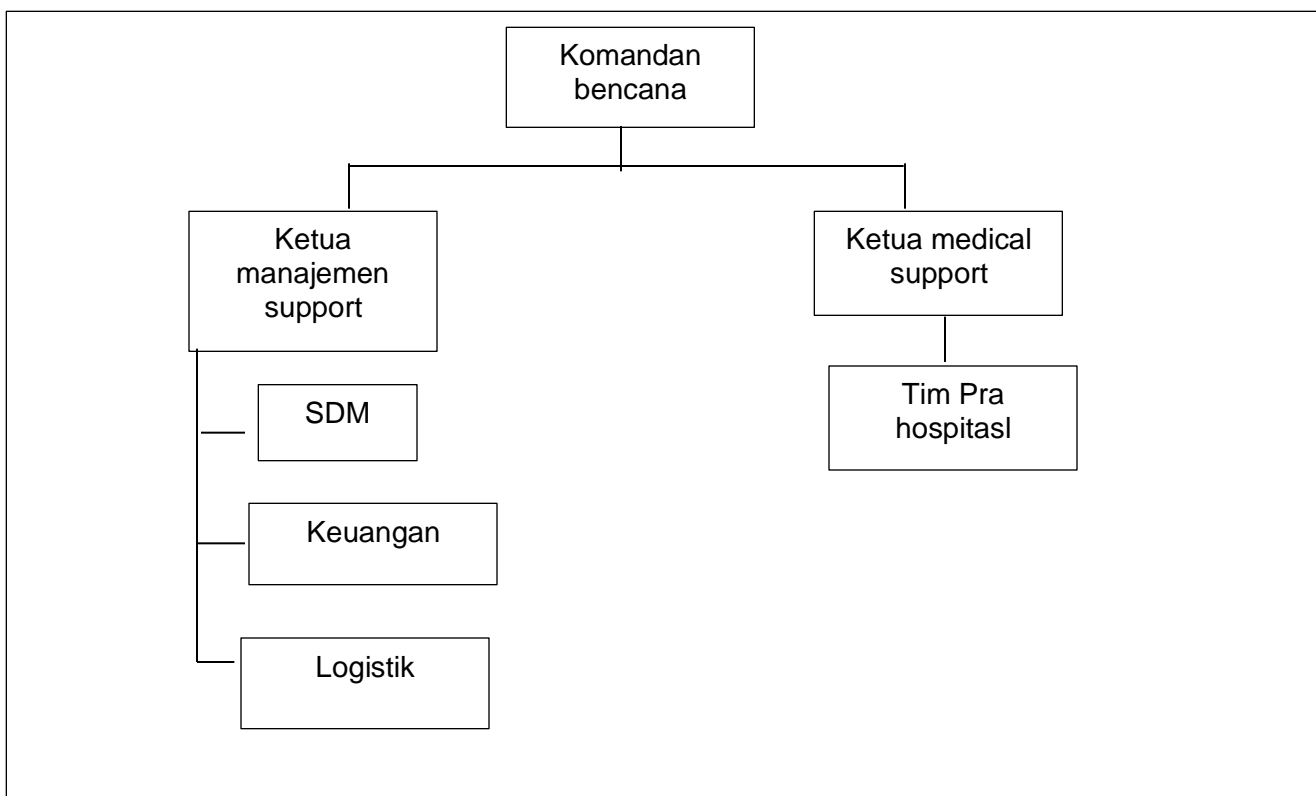 Komandan
bencana
Ketua
manajemen
support
Ketua medical
support
SDM
Tim Pra
hospitasl
Keuangan
Logistik